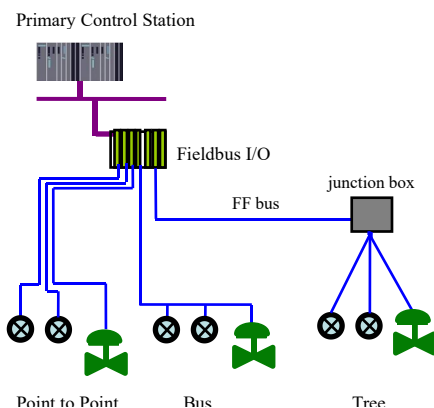 Primary Control Station
Fieldbus I/O
junction box
FF bus
Point to Point
Bus
Tree